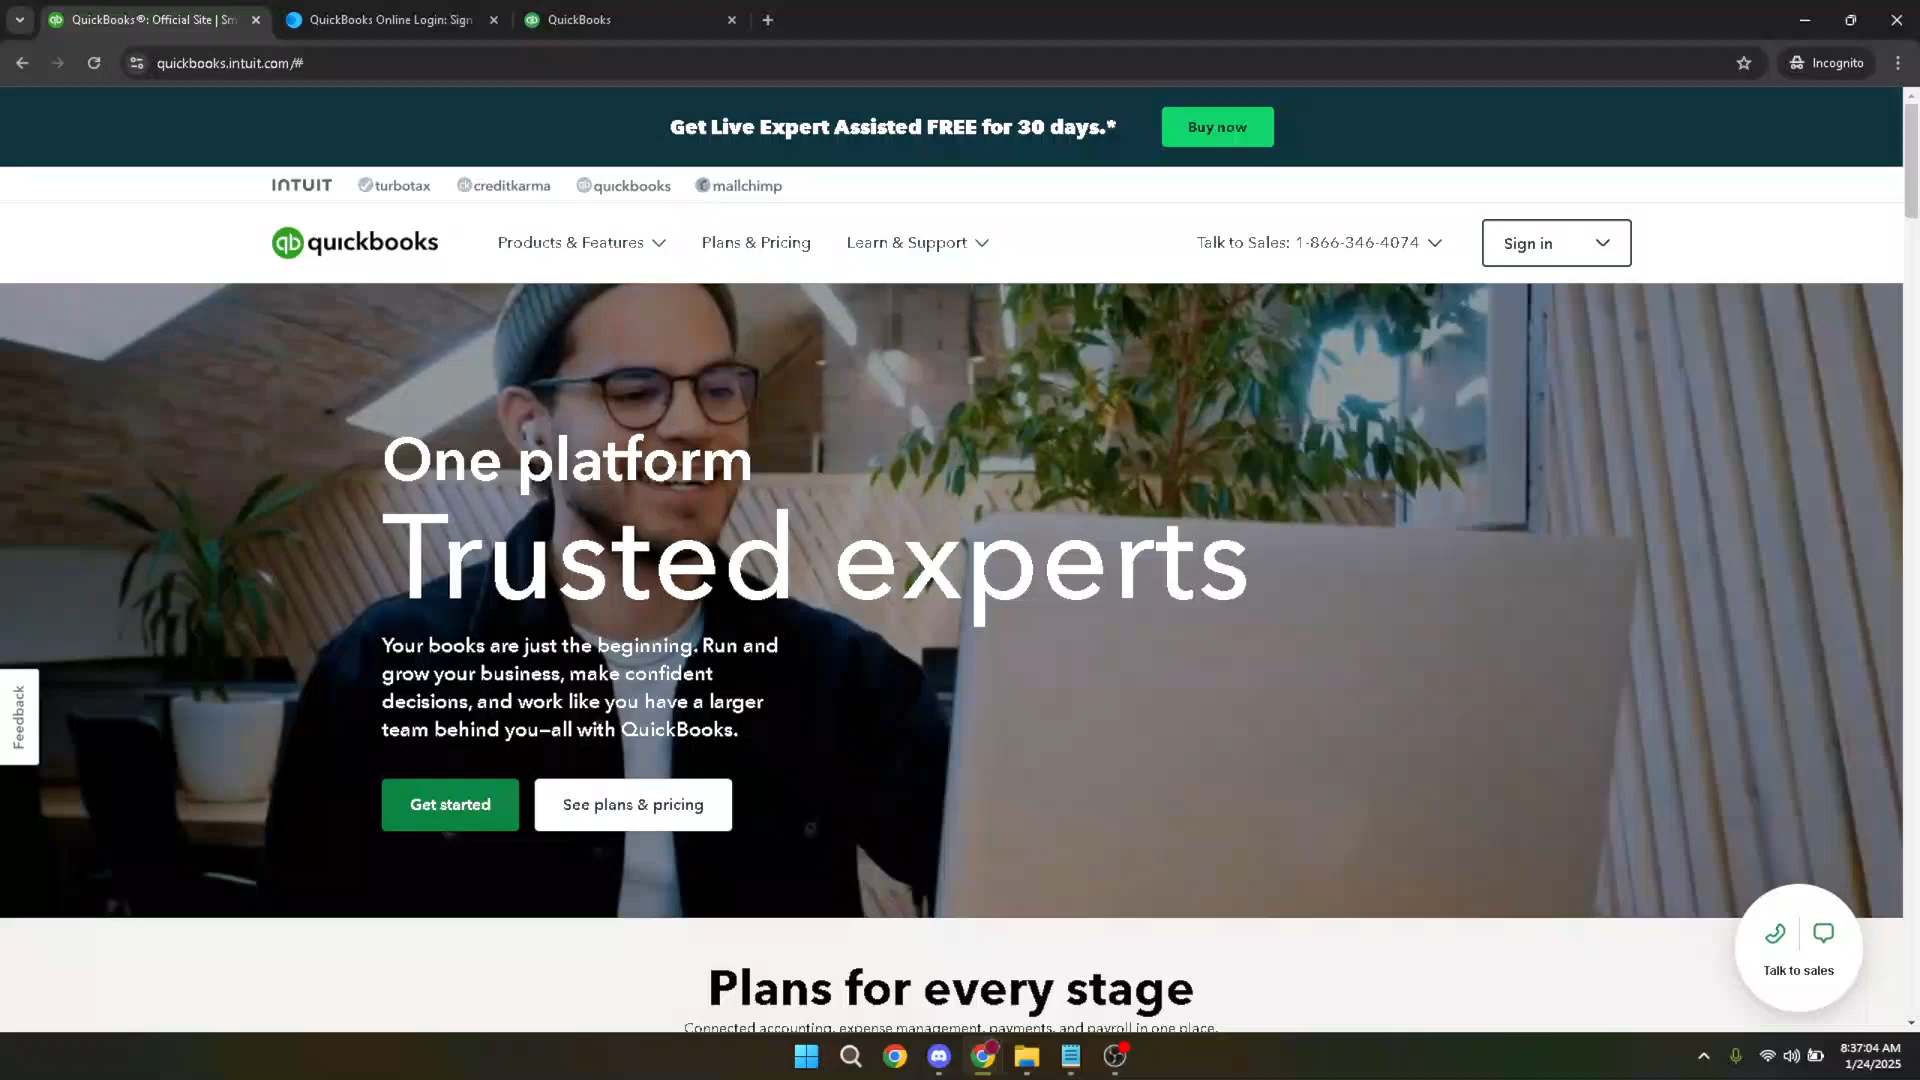 QuickBooks®: Official Site | Sm
QuickBooks Online Login: Sign
QuickBooks
quickbooks.intuit.com/#
Incognito
Get Live Expert Assisted FREE for 30 days.*
Buy now
INTUIT
turbotax
creditkarma
quickbooks
mailchimp
quickbooks
Products & Features
Plans & Pricing
Learn & Support
Talk to Sales: 1-866-346-4074
Sign in
One platform
Trusted experts
Your books are just the beginning. Run and
grow your business, make confident
decisions, and work like you have a larger
team behind you—all with QuickBooks.
Get started
See plans & pricing
Feedback
Talk to sales
Plans for every stage
Connected accounting, expense management, payments, and payroll in one place.
8:37:04 AM
1/24/2025